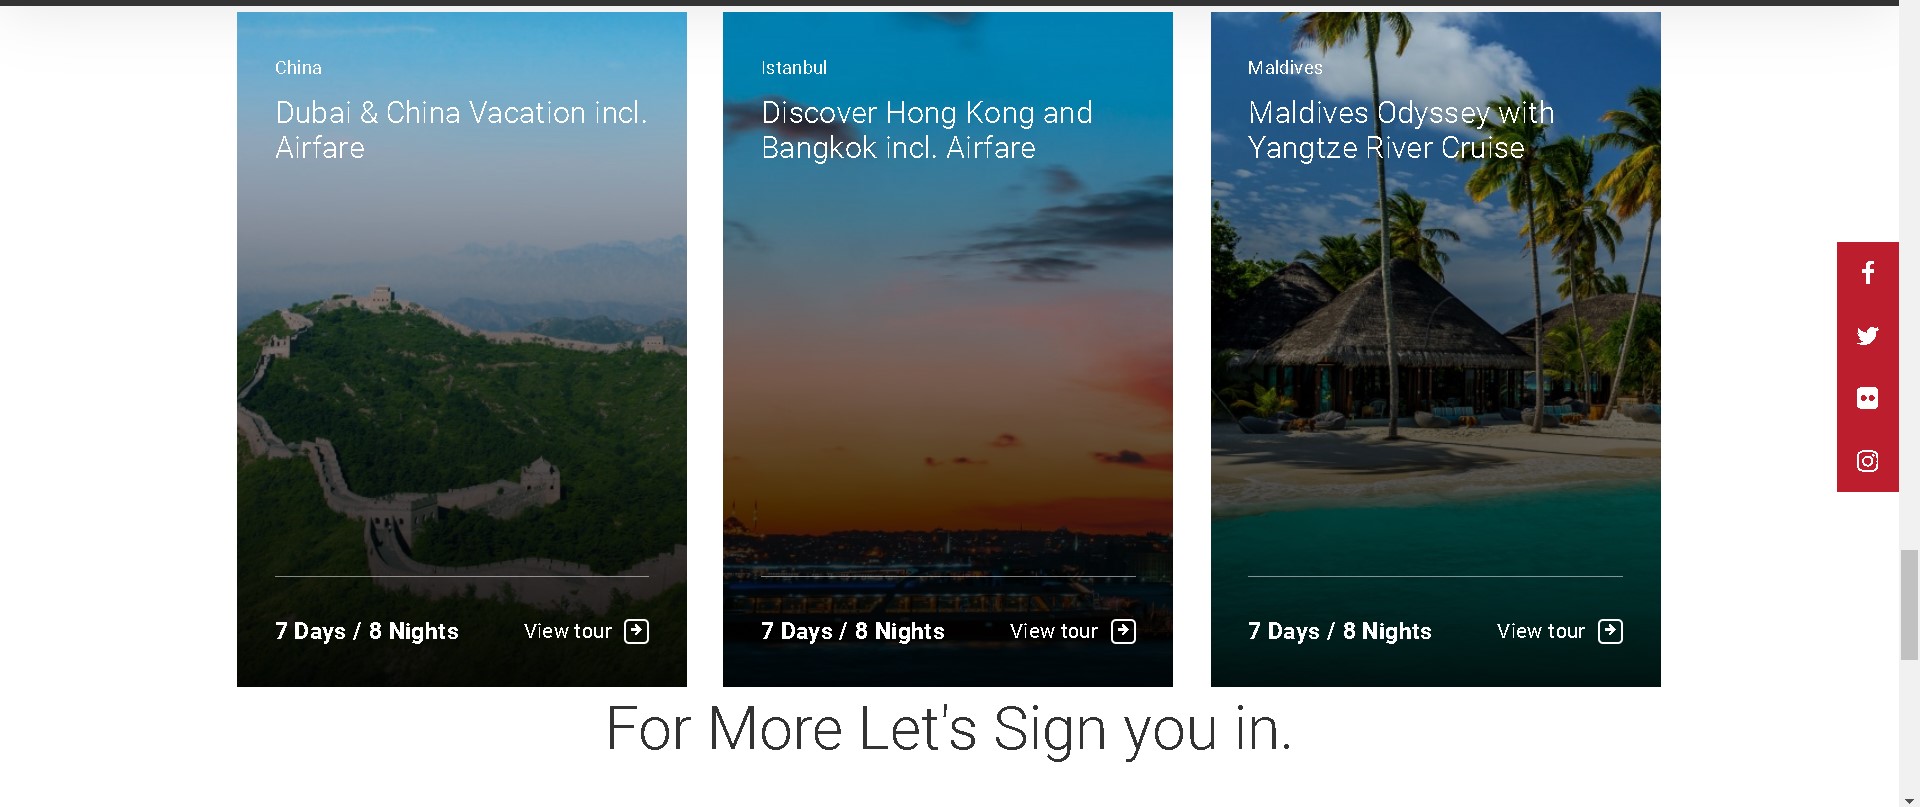 China
Dubai & China Vacation incl.
Airfare
7 Days / 8 Nights
View tour
Istanbul
Discover Hong Kong and
Bangkok incl. Airfare
7 Days / 8 Nights
View tour
Maldives
Maldives Odyssey with
Yangtze River Cruise
7 Days / 8 Nights
View tour
For More Let's Sign you in.